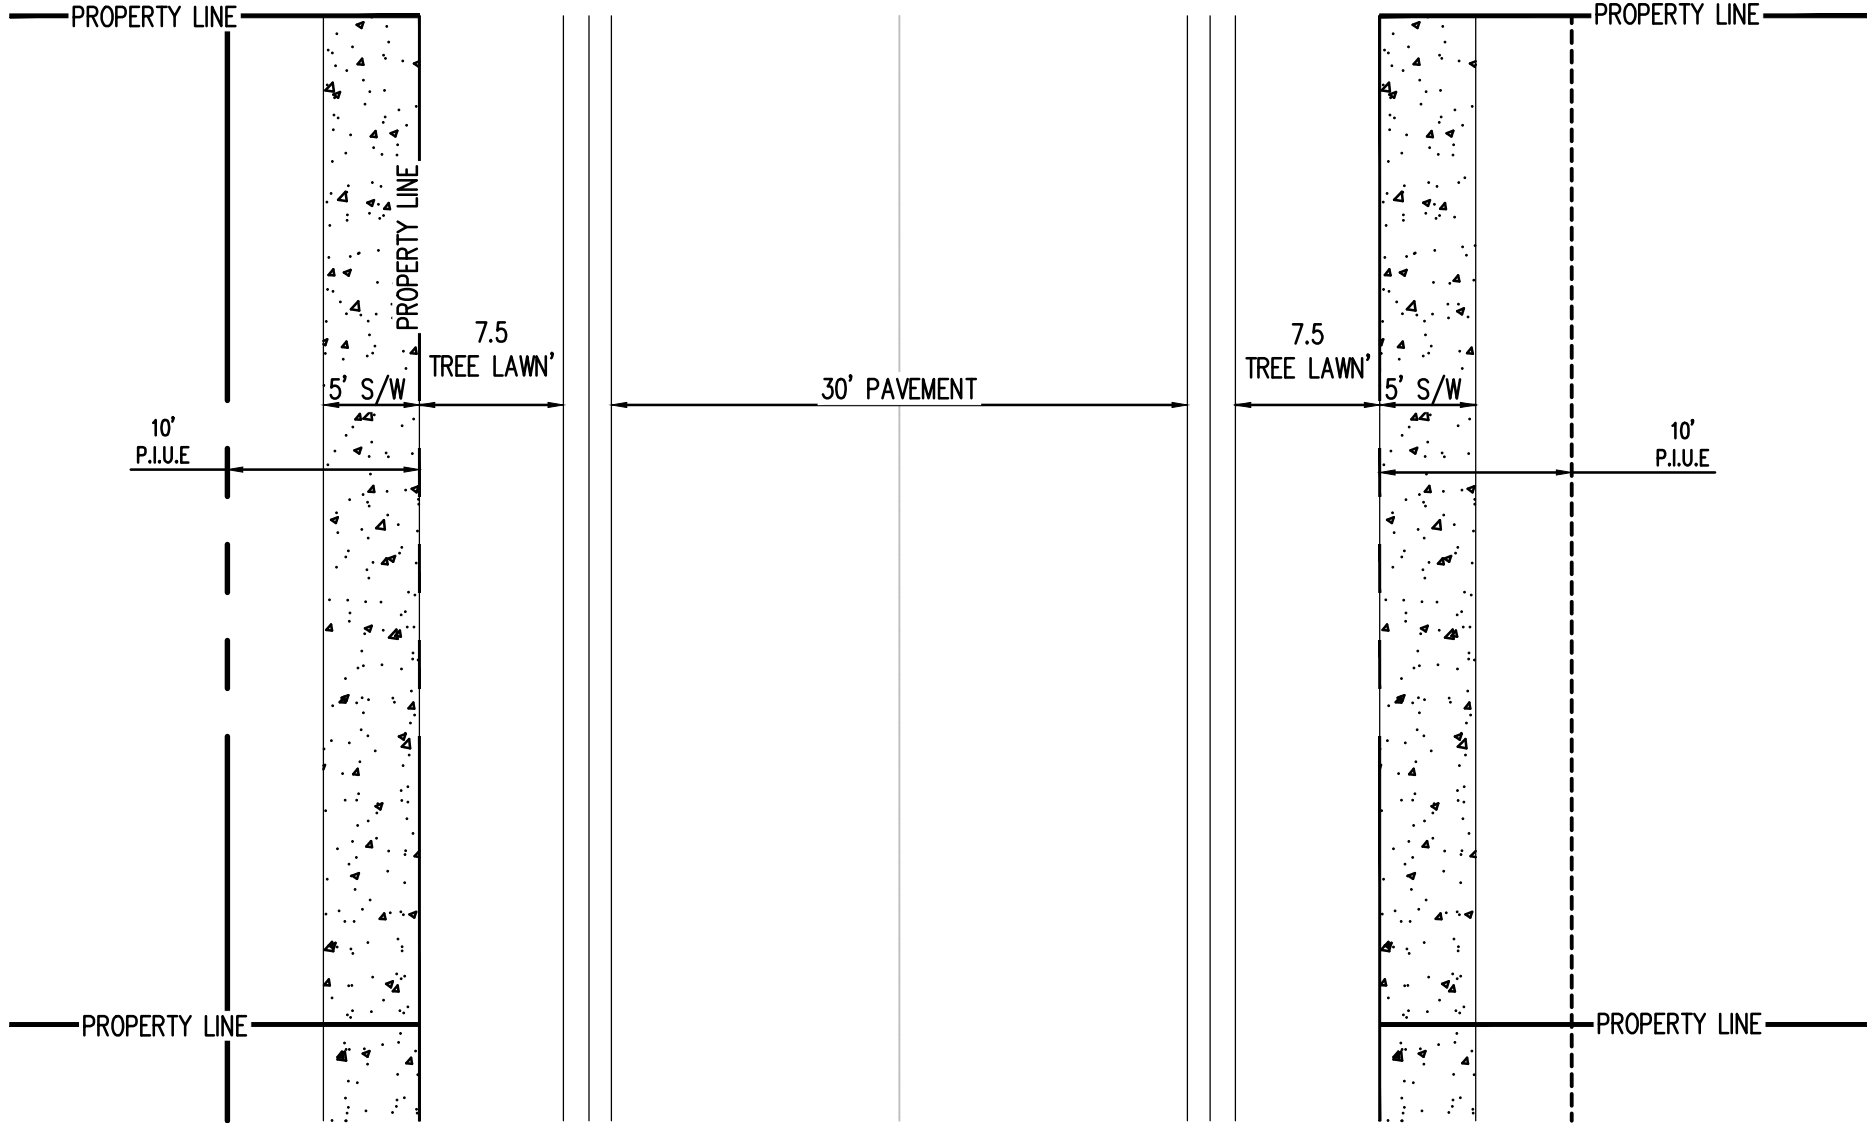 PROPERTY LINE
PROPERTY LINE
PROPERTY LINE
7.5
TREE LAWN'
7.5
TREE LAWN'
5' S/W
30' PAVEMENT
5' S/W
10'
P.I.U.E
10'
P.I.U.E
PROPERTY LINE
PROPERTY LINE